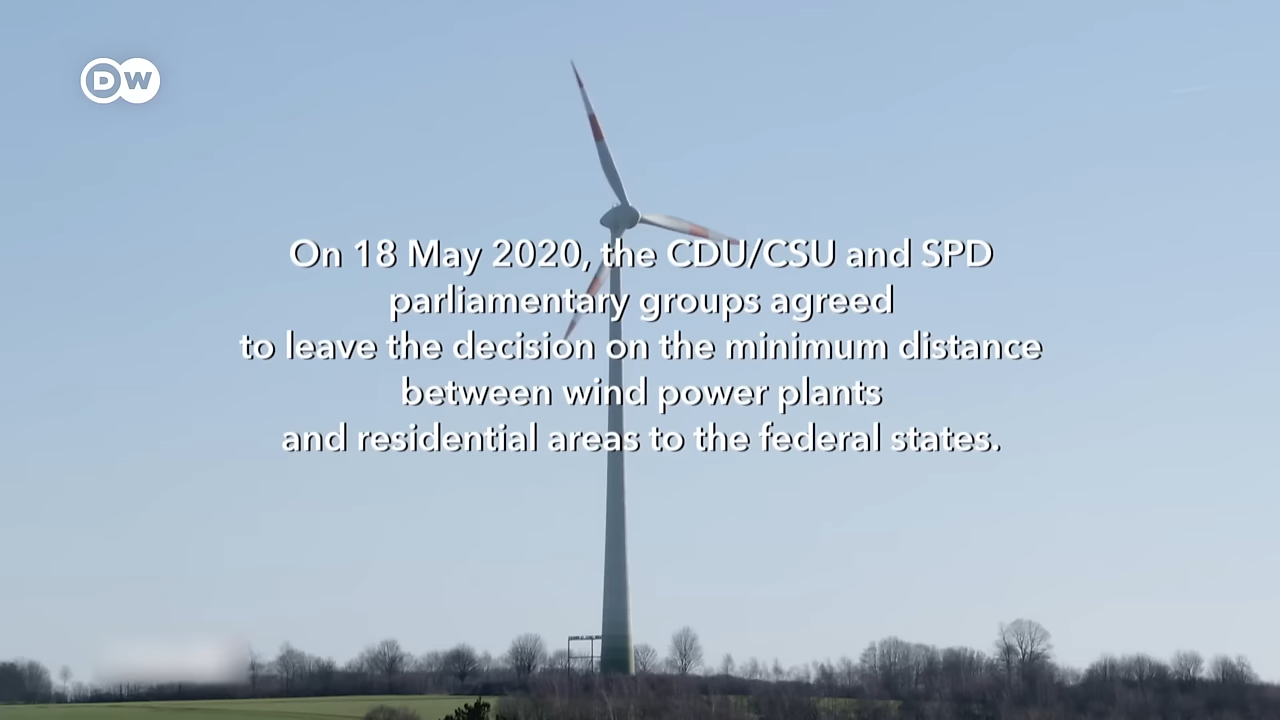 DW
On 18 May 2020, the CDU/CSU and SPD
parliamentary groups agreed
to leave the decision on the minimum distance
between wind power plants
and residential areas to the federal states.